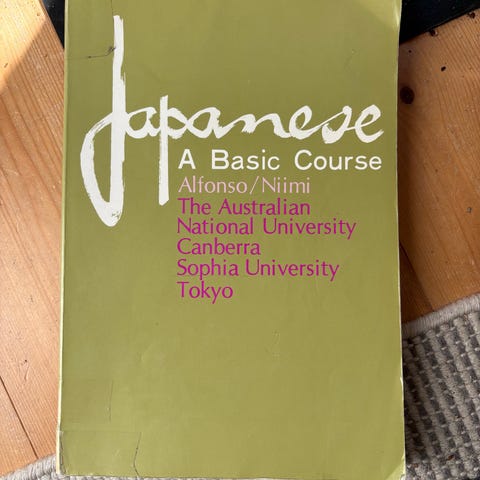 Japanese
A Basic Course
Alfonso/Niimi
The Australian
National University
Canberra
Sophia University
Tokyo